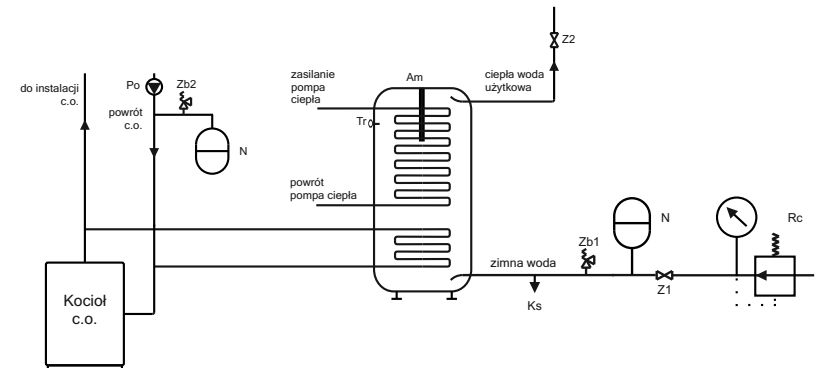 Z2
do instalacji
c.o.
Po
Zb2
powrót
c.o.
N
zasilanie
pompa
ciepła
Am
ciepła woda
użytkowa
Tr
powrót
pompa ciepła
Kocioł
c.o.
zimna woda
Ks
Zb1
N
Z1
Rc